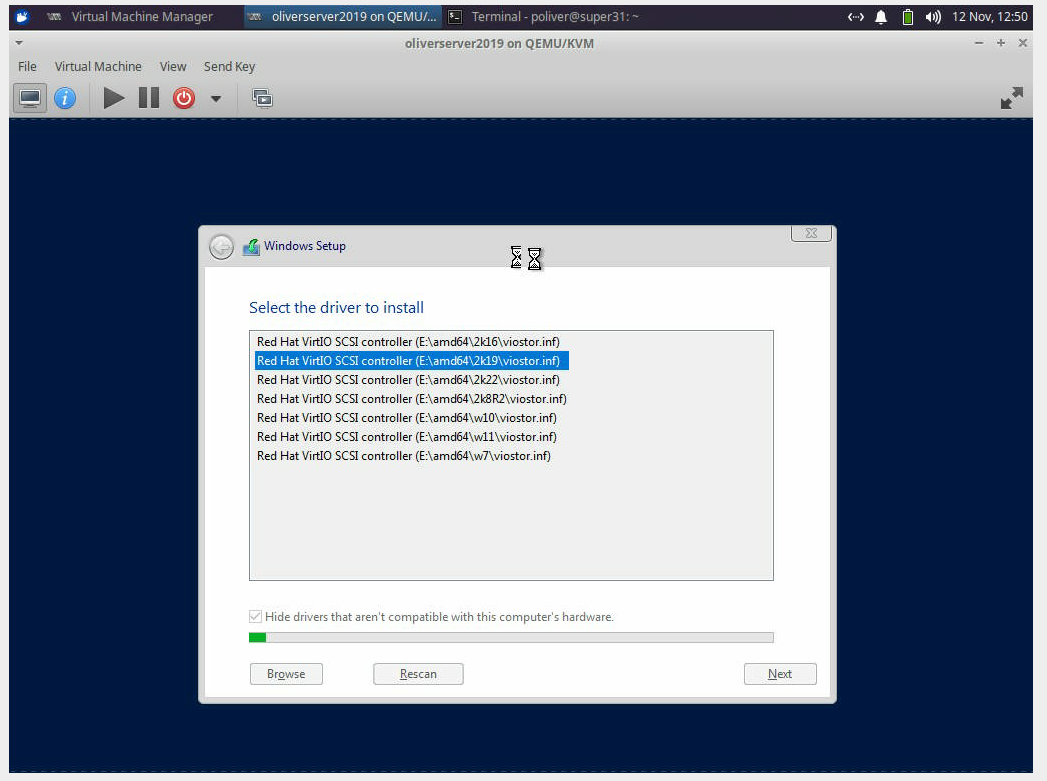 Virtual Machine Manager oliverserver2019 on QEMU/... Terminal - poliver@super31: ~ 12 Nov, 12:50
oliverserver2019 on QEMU/KVM
File Virtual Machine View Send Key
Windows Setup
Select the driver to install
Red Hat VirtIO SCSI controller (E:\amd64\2k16\viostor.inf)
Red Hat VirtIO SCSI controller (E:\amd64\2k19\viostor.inf)
Red Hat VirtIO SCSI controller (E:\amd64\2k22\viostor.inf)
Red Hat VirtIO SCSI controller (E:\amd64\2k8R2\viostor.inf)
Red Hat VirtIO SCSI controller (E:\amd64\w10\viostor.inf)
Red Hat VirtIO SCSI controller (E:\amd64\w11\viostor.inf)
Red Hat VirtIO SCSI controller (E:\amd64\w7\viostor.inf)
Hide drivers that aren't compatible with this computer's hardware.
Browse Rescan Next